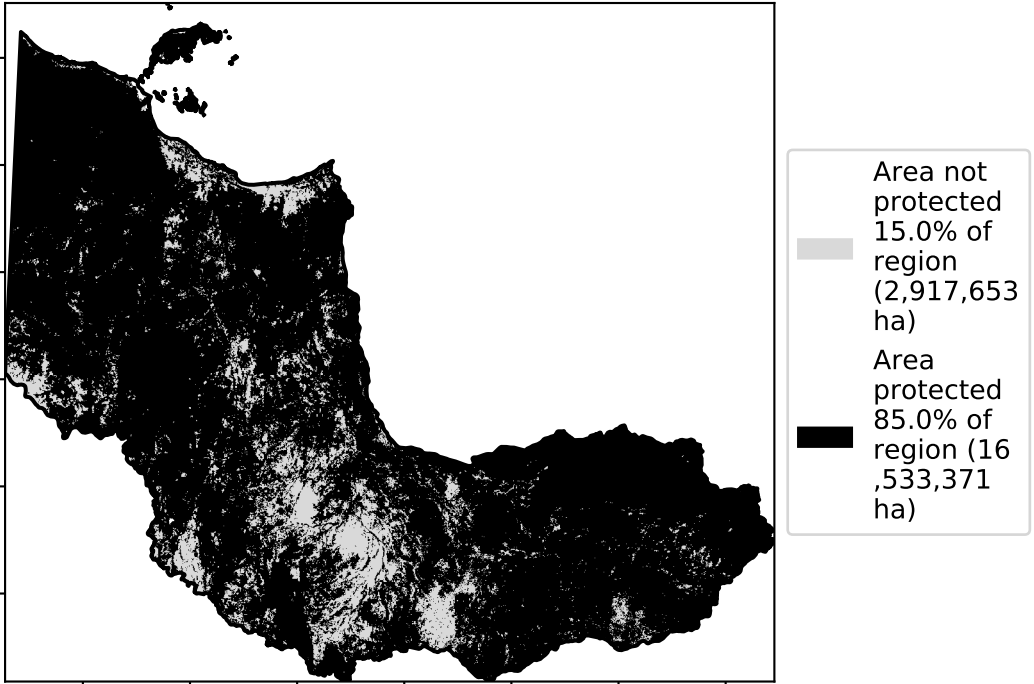 Area not
protected
15.0% of
region
(2,917,653
ha)
Area
protected
85.0% of
region (16
,533,371
ha)